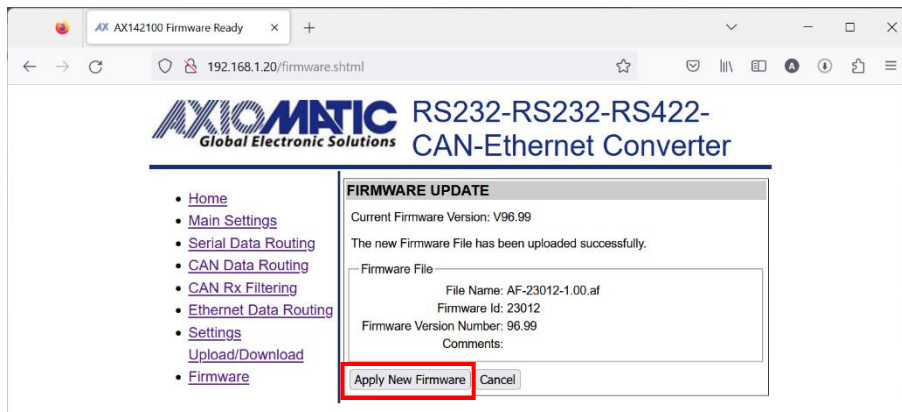 AX142100 Firmware Ready
192.168.1.20/firmware.shtml
AXIOMATIC
Global Electronic Solutions
RS232-RS232-RS422-
CAN-Ethernet Converter
Home
Main Settings
Serial Data Routing
CAN Data Routing
CAN Rx Filtering
Ethernet Data Routing
Settings
Upload/Download
Firmware
FIRMWARE UPDATE
Current Firmware Version: V96.99
The new Firmware File has been uploaded successfully.
Firmware File
File Name: AF-23012-1.00.af
Firmware Id: 23012
Firmware Version Number: 96.99
Comments:
Apply New Firmware Cancel